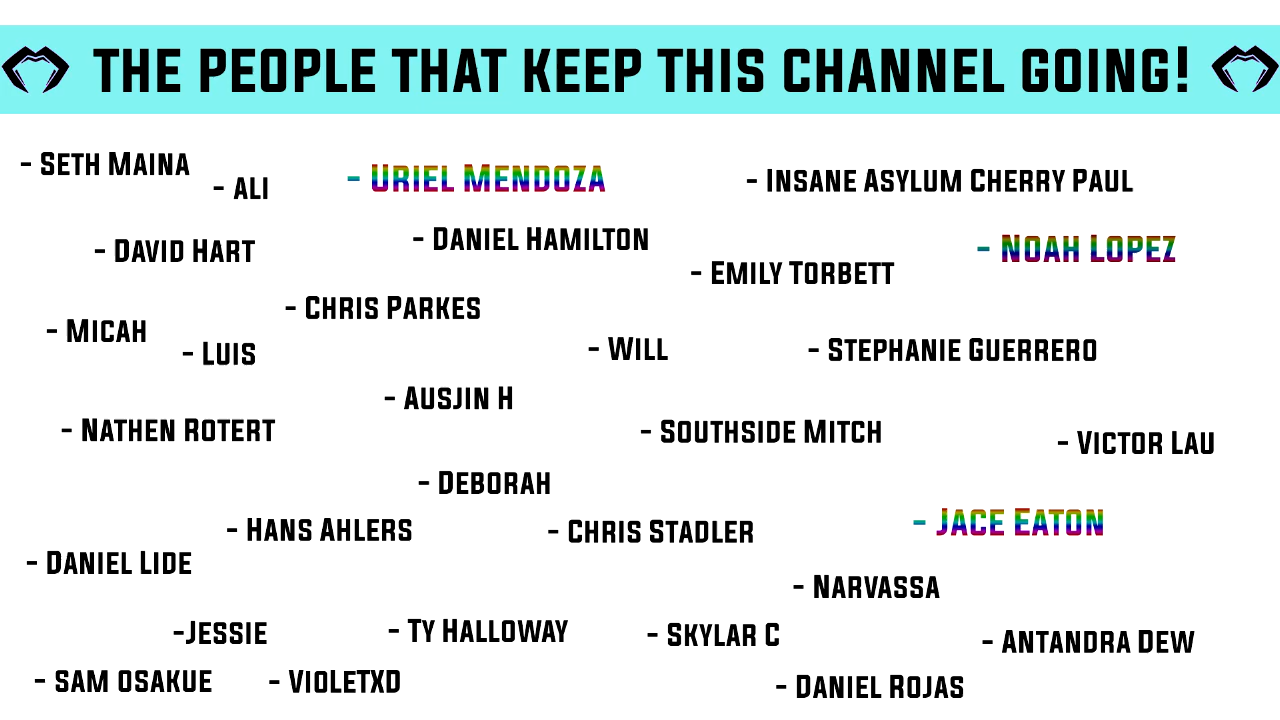 THE PEOPLE THAT KEEP THIS CHANNEL GOING!
- SETH MAINA
- ALI
- URIEL MENDOZA
- INSANE ASYLUM CHERRY PAUL
- DAVID HART
- DANIEL HAMILTON
- EMILY TORBETT
- NOAH LOPEZ
- CHRIS PARKES
- MICAH
- LUIS
- WILL
- STEPHANIE GUERRERO
- AUSJIN H
- NATHEN ROTERT
- SOUTHSIDE MITCH
- VICTOR LAU
- DEBORAH
- HANS AHLERS
- CHRIS STADLER
- JACE EATON
- DANIEL LIDE
- NARVASSA
-JESSIE
- TY HALLOWAY
- SKYLAR C
- ANTANDRA DEW
- SAM OSAKUE
- VIOLETXD
- DANIEL ROJAS